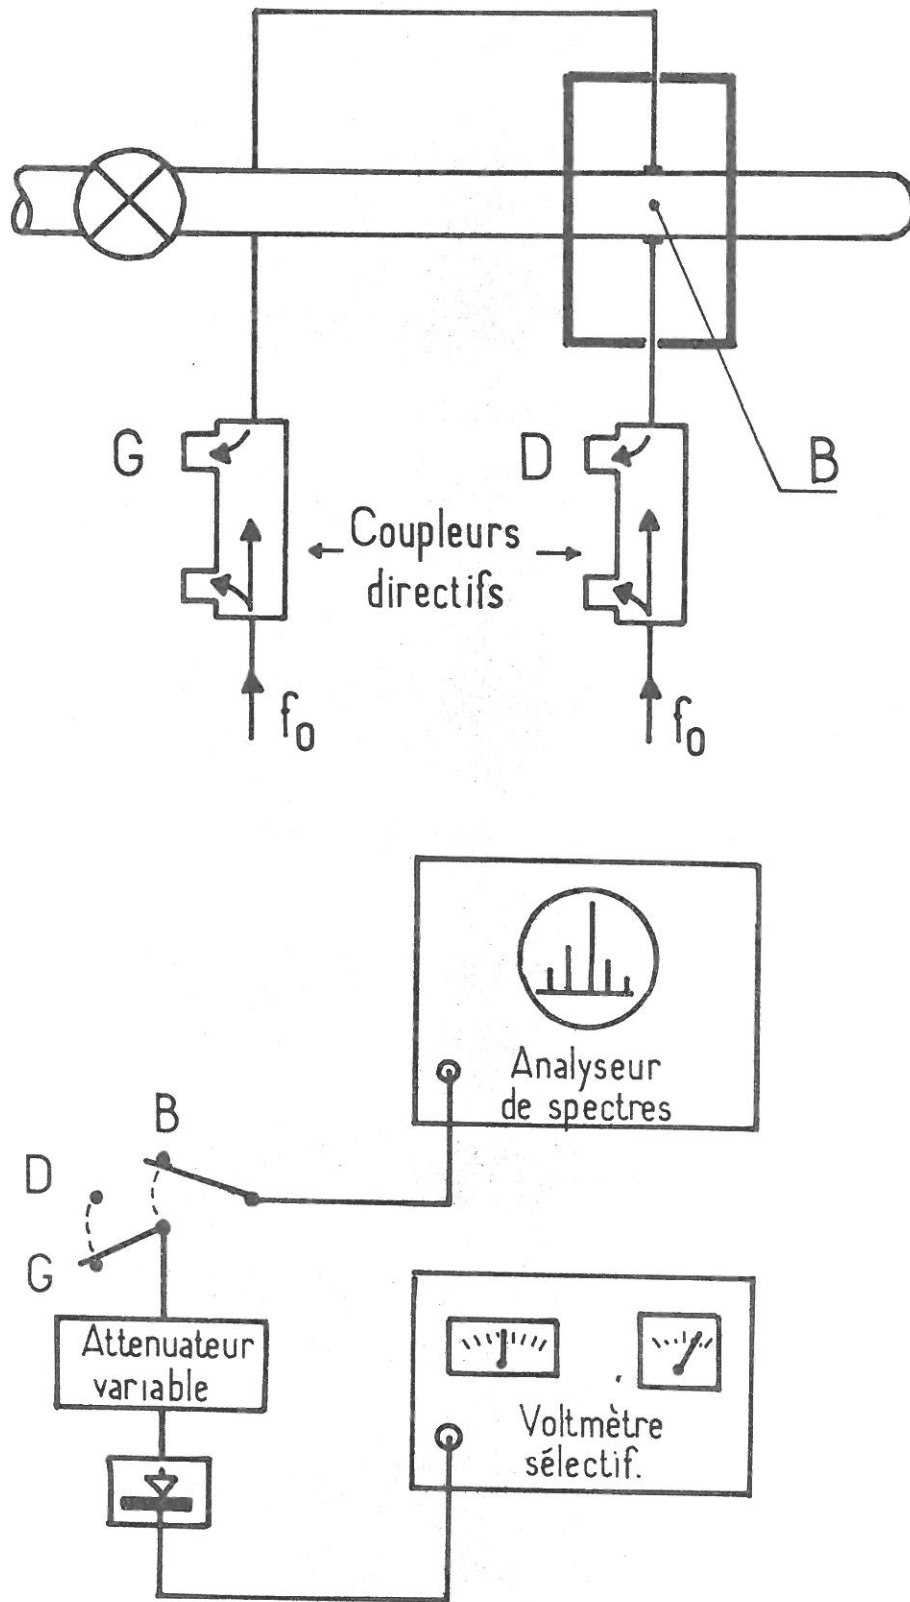 G
D
B
Coupleurs
directifs
f0
f0
Analyseur
de spectres
B
D
G
Attenuateur
variable
Voltmètre
sélectif.